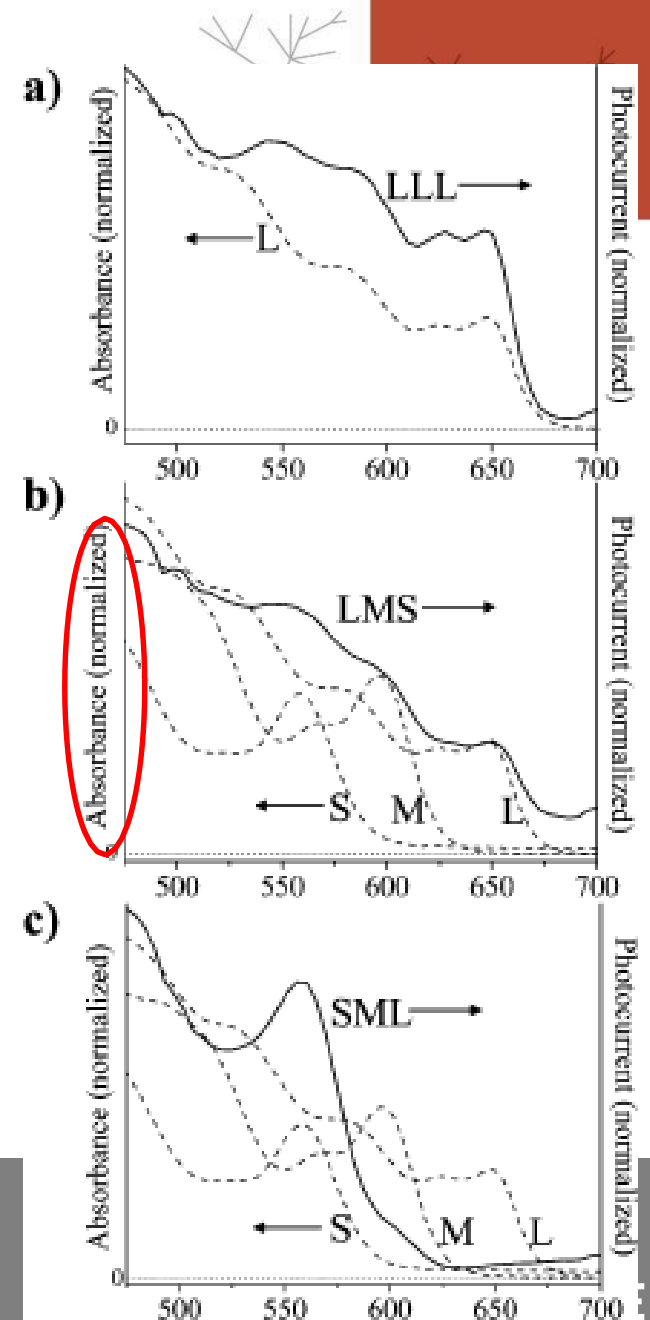 a)
Absorbance (normalized)
Photocurrent (normalized)
LLL
L
0
500 550 600 650 700
b)
Absorbance (normalized)
Photocurrent (normalized)
LMS
S M L
0
500 550 600 650 700
c)
Absorbance (normalized)
Photocurrent (normalized)
SML
S M L
0
500 550 600 650 700